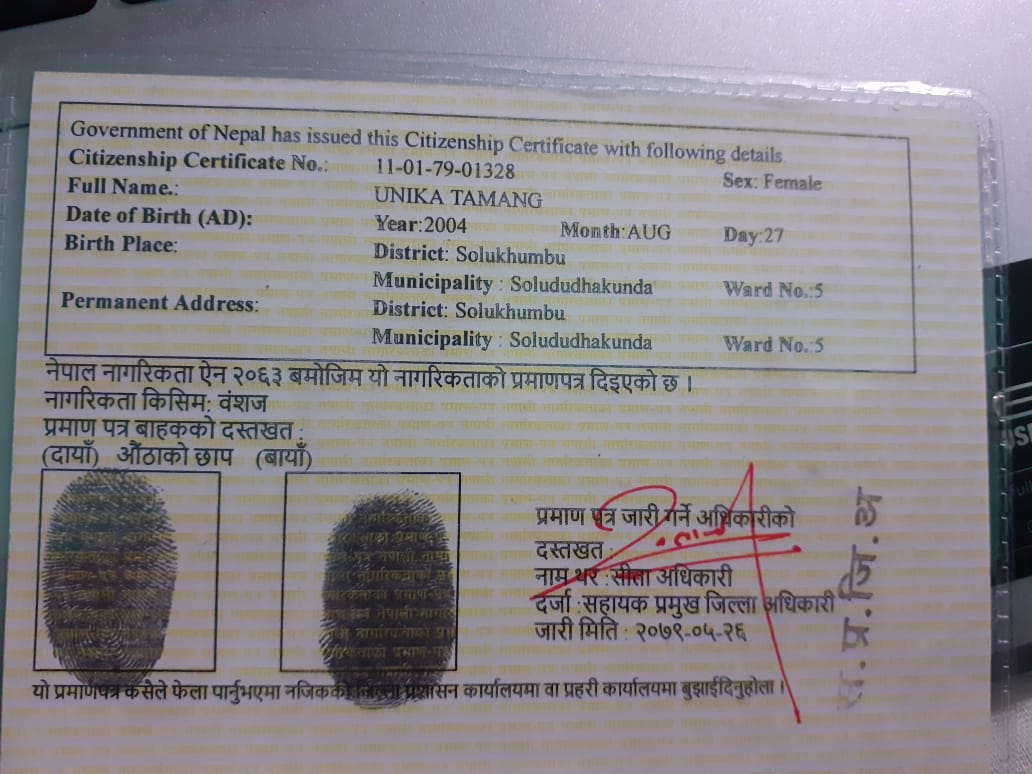 Government of Nepal has issued this Citizenship Certificate with following details
Citizenship Certificate No.: 11-01-79-01328 Sex: Female
Full Name.: UNIKA TAMANG
Date of Birth (AD): Year:2004 Month:AUG Day:27
Birth Place: District: Solukhumbu
Municipality : Solududhakunda Ward No.:5
Permanent Address: District: Solukhumbu
Municipality : Solududhakunda Ward No.:5
नेपाल नागरिकता ऐन २०६३ बमोजिम यो नागरिकताको प्रमाणपत्र दिइएको छ ।
नागरिकता किसिम: वंशज
प्रमाण पत्र बाहकको दस्तखत :
(दायाँ) औंठाको छाप (बायाँ)
प्रमाण पत्र जारी गर्ने अधिकारीको
दस्तखत :
नाम थर :सीता अधिकारी
दर्जा :सहायक प्रमुख जिल्ला अधिकारी
जारी मिति : २०७९-०५-२६
स.प्र.जि.अ
यो प्रमाणपत्र कसैले फेला पार्नुभएमा नजिकको जिल्ला प्रशासन कार्यालयमा वा प्रहरी कार्यालयमा बुझाईदिनुहोला ।